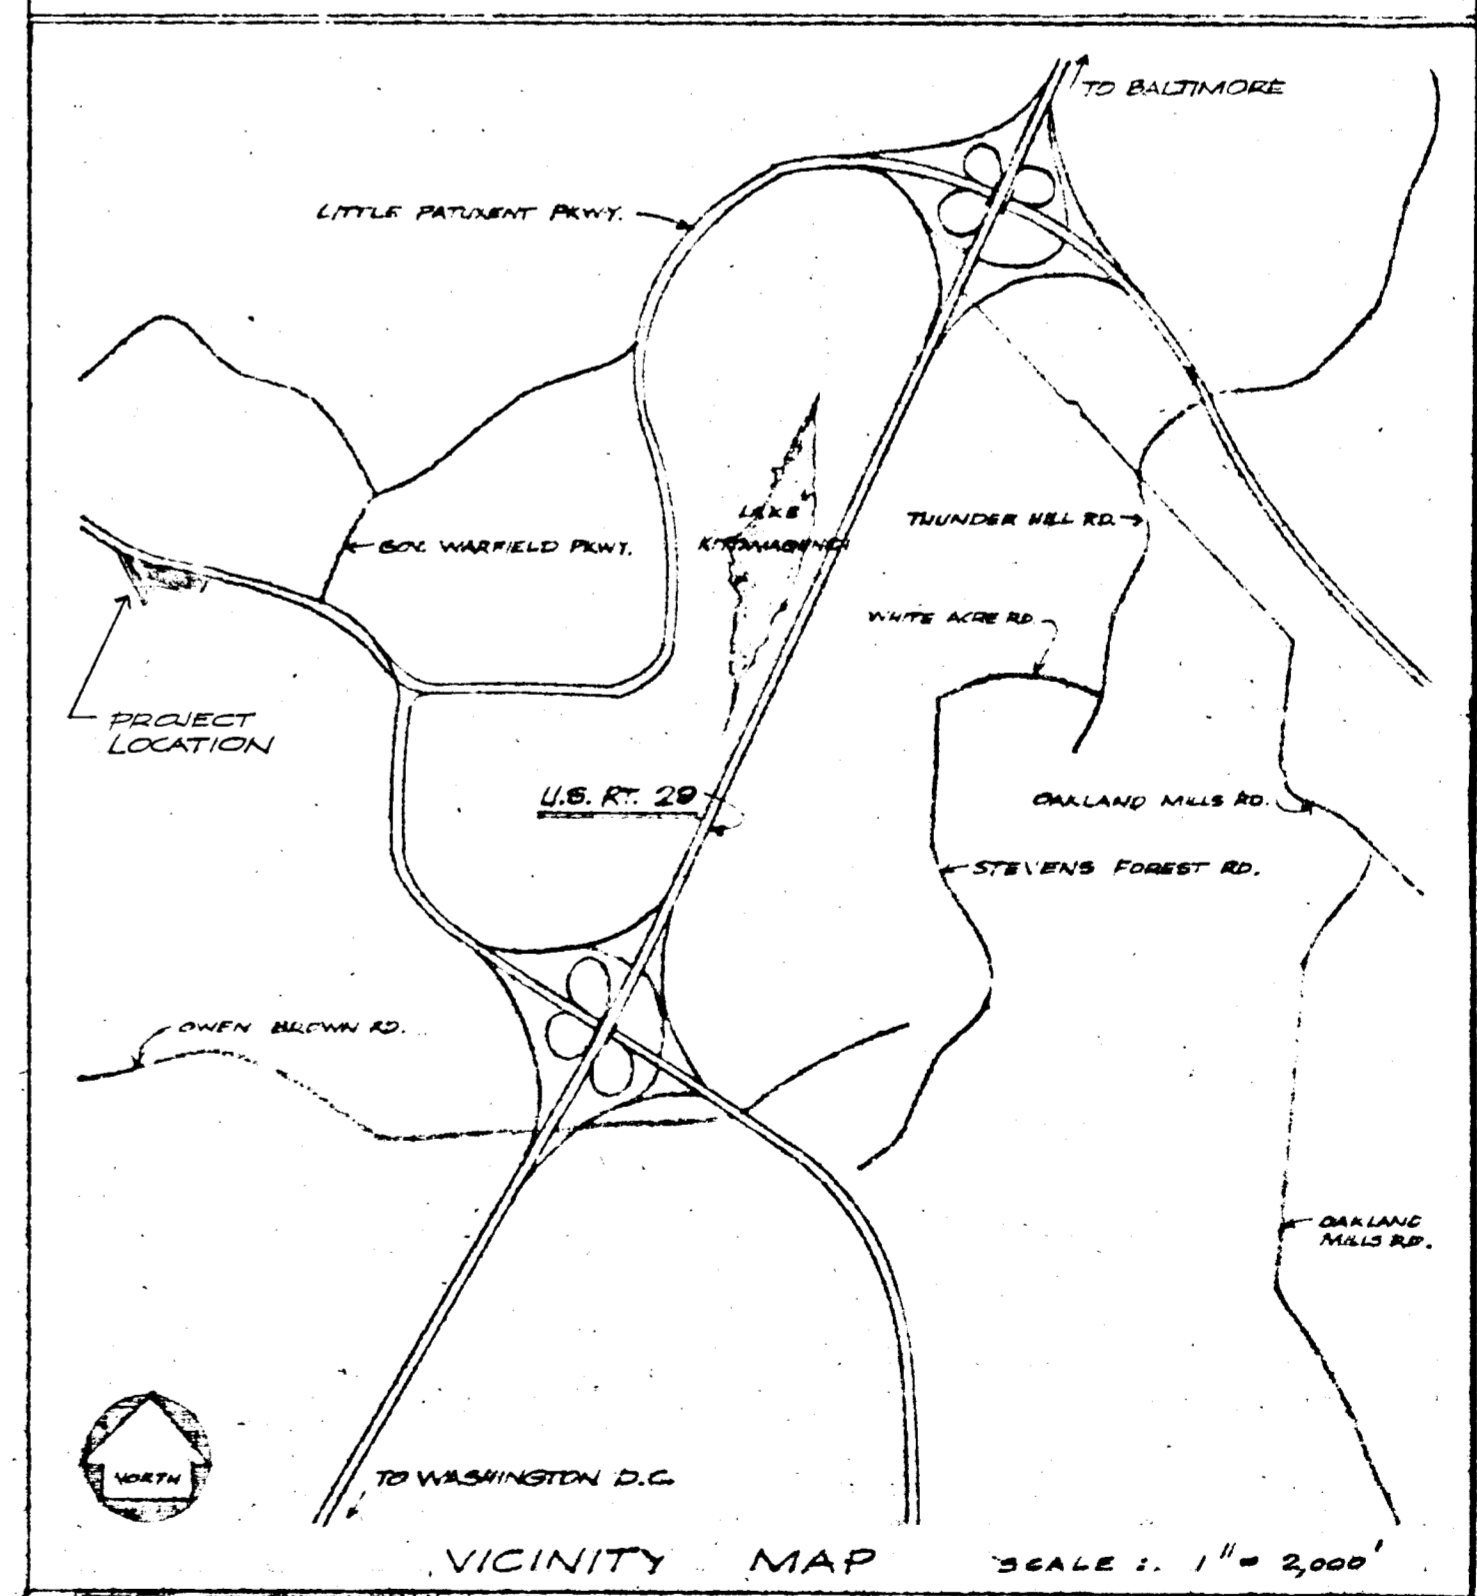 TO BALTIMORE
LITTLE PATUXENT PKWY.
LAKE
THUNDER HILL RD.
GOV. WARFIELD PKWY.
WHITE ACRE RD.
PROJECT
LOCATION
U.S. RT. 29
OAKLAND MILLS RD.
STEVENS FOREST RD.
OWEN BROWN RD.
OAKLAND
MILLS RD.
NORTH
TO WASHINGTON D.C.
VICINITY MAP SCALE : 1" = 2,000'